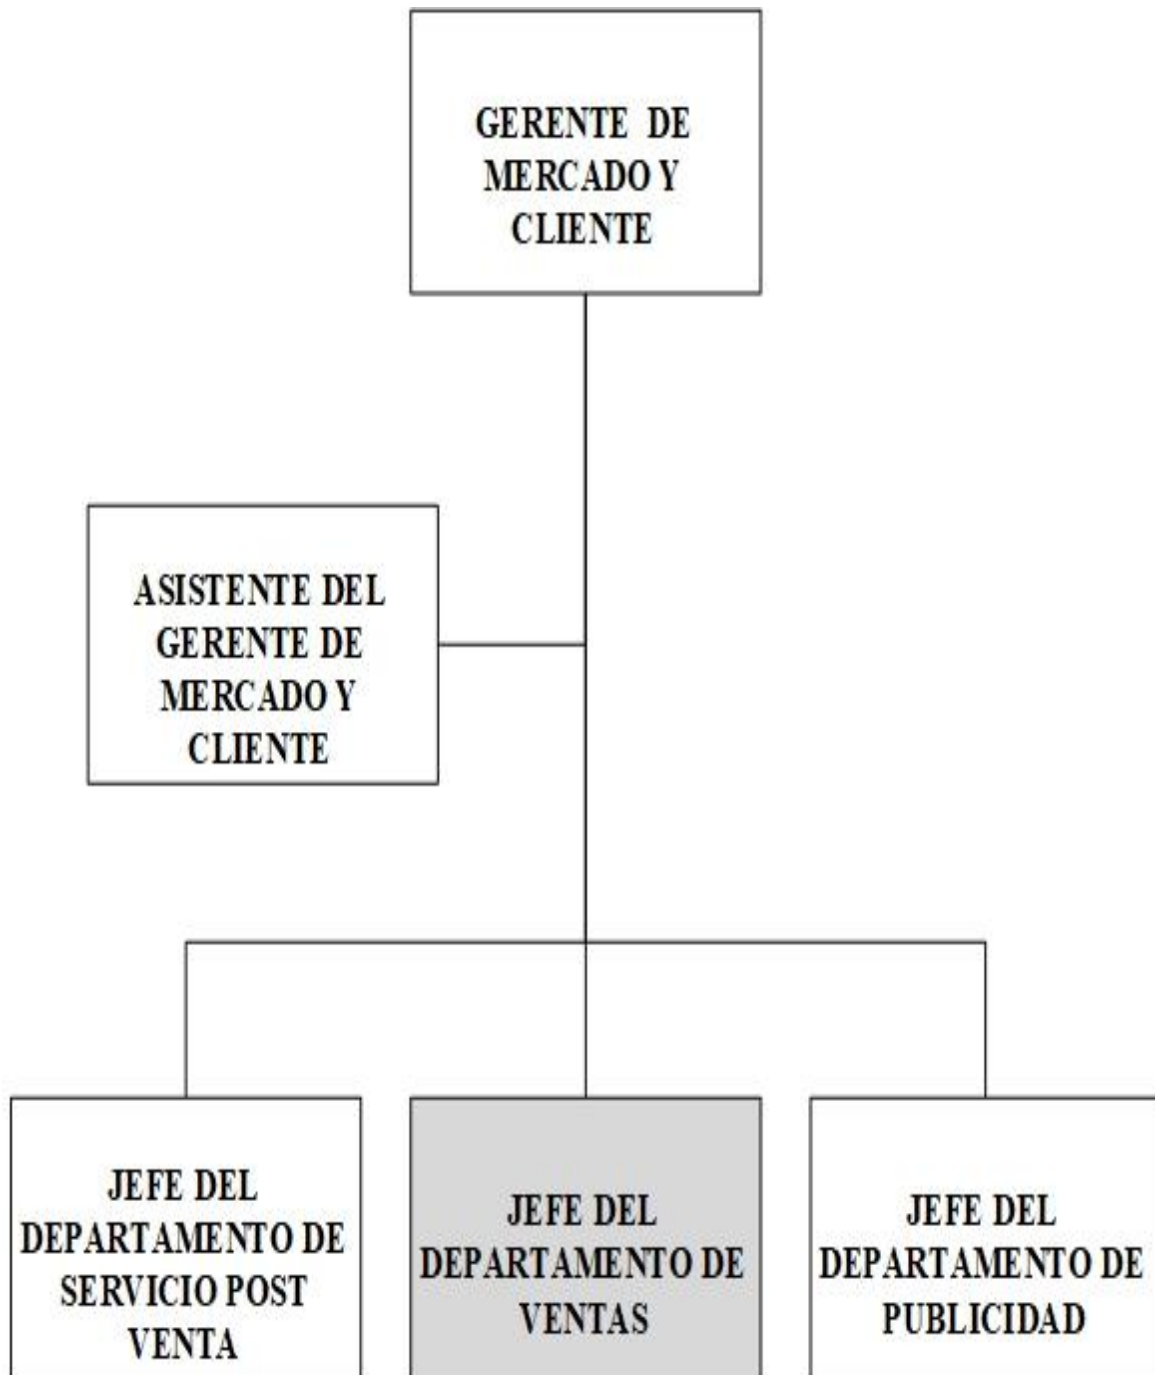 GERENTE DE
MERCADO Y
CLIENTE
ASISTENTE DEL
GERENTE DE
MERCADO Y
CLIENTE
JEFE DEL
DEPARTAMENTO DE
SERVICIO POST
VENTA
JEFE DEL
DEPARTAMENTO DE
VENTAS
JEFE DEL
DEPARTAMENTO DE
PUBLICIDAD